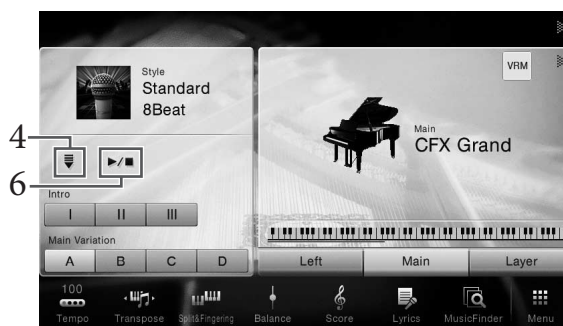 VRM
Style
Standard
8Beat
Main
CFX Grand
4
6
Intro
I II III
Main Variation
A B C D
Left Main Layer
100
Tempo Transpose Split&Fingering Balance Score Lyrics MusicFinder Menu